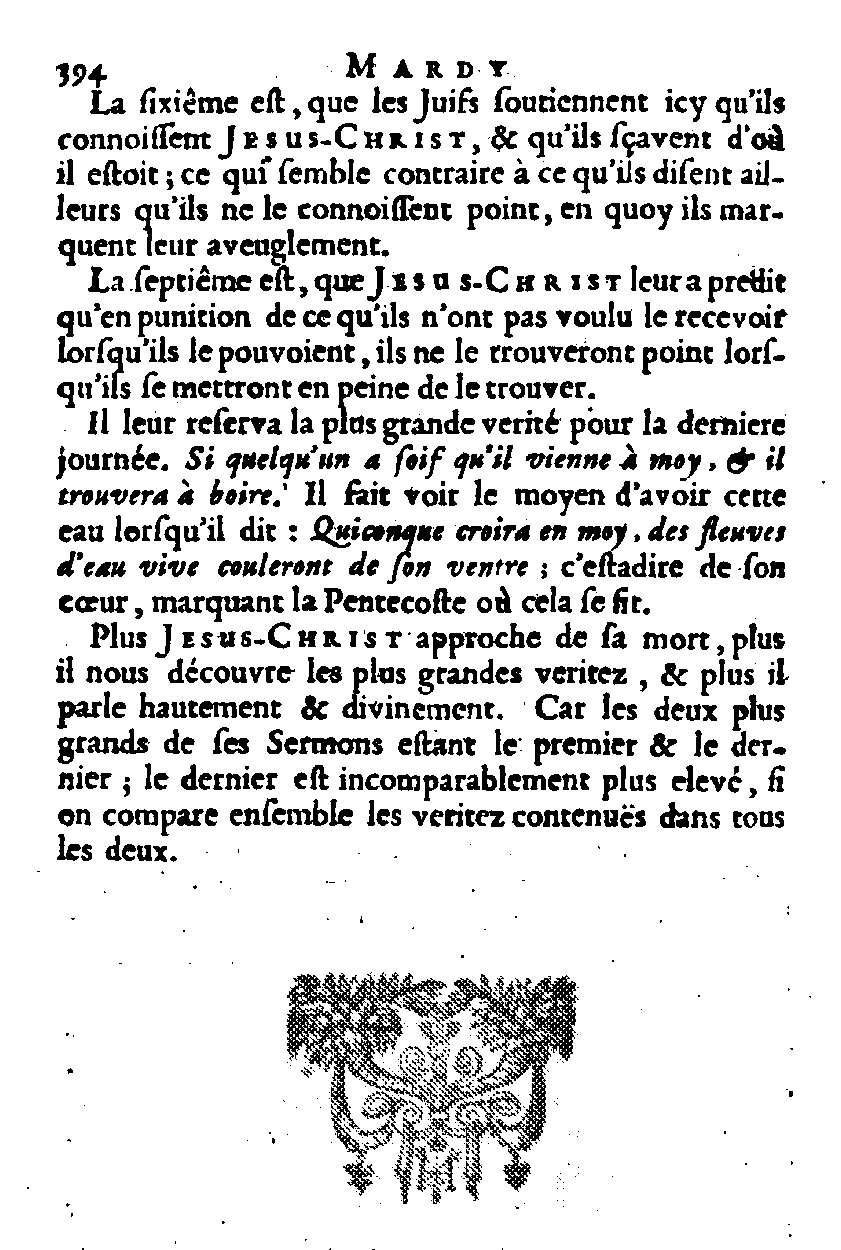 394 MARDY
La ſixiême eſt, que les Juifs ſoutiennent icy qu'ils
connoiſſent JESUS-CHRIST, & qu'ils ſçavent d'où
il eſtoit ; ce qui ſemble contraire à ce qu'ils diſent ail-
leurs qu'ils ne le connoiſſent point, en quoy ils mar-
quent leur aveuglement.
La ſeptiême eſt, que JESUS-CHRIST leur a predit
qu'en punition de ce qu'ils n'ont pas voulu le recevoir
lorſqu'ils le pouvoient, ils ne le trouveront point lorſ-
qu'ils ſe mettront en peine de le trouver.
Il leur reſerva la plus grande verité pour la derniere
journée. Si quelqu'un a ſoif qu'il vienne à moy, & il
trouvera à boire. Il fait voir le moyen d'avoir cette
eau lorſqu'il dit : Quiconque croira en moy, des fleuves
d'eau vive couleront de ſon ventre ; c'eſtadire de ſon
cœur, marquant la Pentecoſte où cela ſe fit.
Plus JESUS-CHRIST approche de ſa mort, plus
il nous découvre les plus grandes veritez, & plus il
parle hautement & divinement. Car les deux plus
grands de ſes Sermons eſtant le premier & le der-
nier ; le dernier eſt incomparablement plus elevé, ſi
on compare enſemble les veritez contenuës dans tous
les deux.